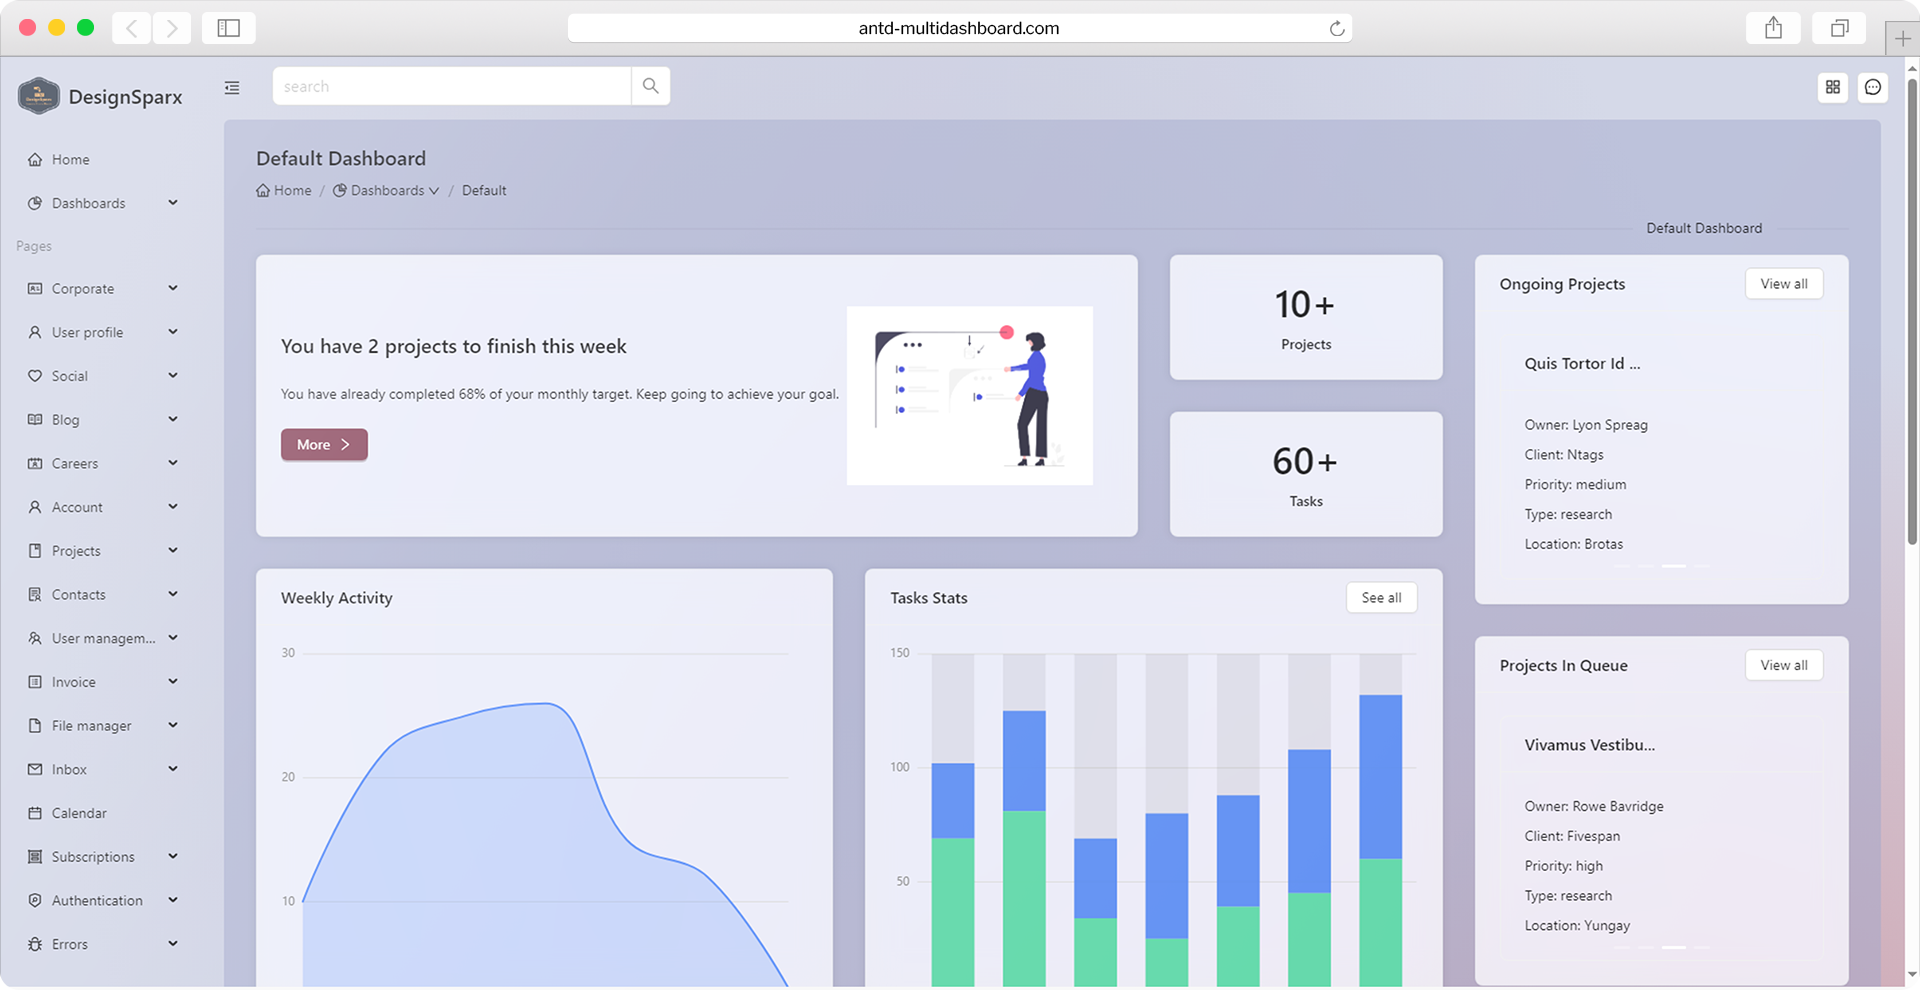 antd-multidashboard.com
DesignSparx
search
Home
Dashboards
Pages
Corporate
User profile
Social
Blog
Careers
Account
Projects
Contacts
User managem...
Invoice
File manager
Inbox
Calendar
Subscriptions
Authentication
Errors
Default Dashboard
Home / Dashboards / Default
Default Dashboard
You have 2 projects to finish this week
You have already completed 68% of your monthly target. Keep going to achieve your goal.
More
10+
Projects
60+
Tasks
Ongoing Projects
View all
Quis Tortor Id ...
Owner: Lyon Spreag
Client: Ntags
Priority: medium
Type: research
Location: Brotas
Weekly Activity
30
20
10
Tasks Stats
See all
150
100
50
Projects In Queue
View all
Vivamus Vestibu...
Owner: Rowe Bavridge
Client: Fivespan
Priority: high
Type: research
Location: Yungay